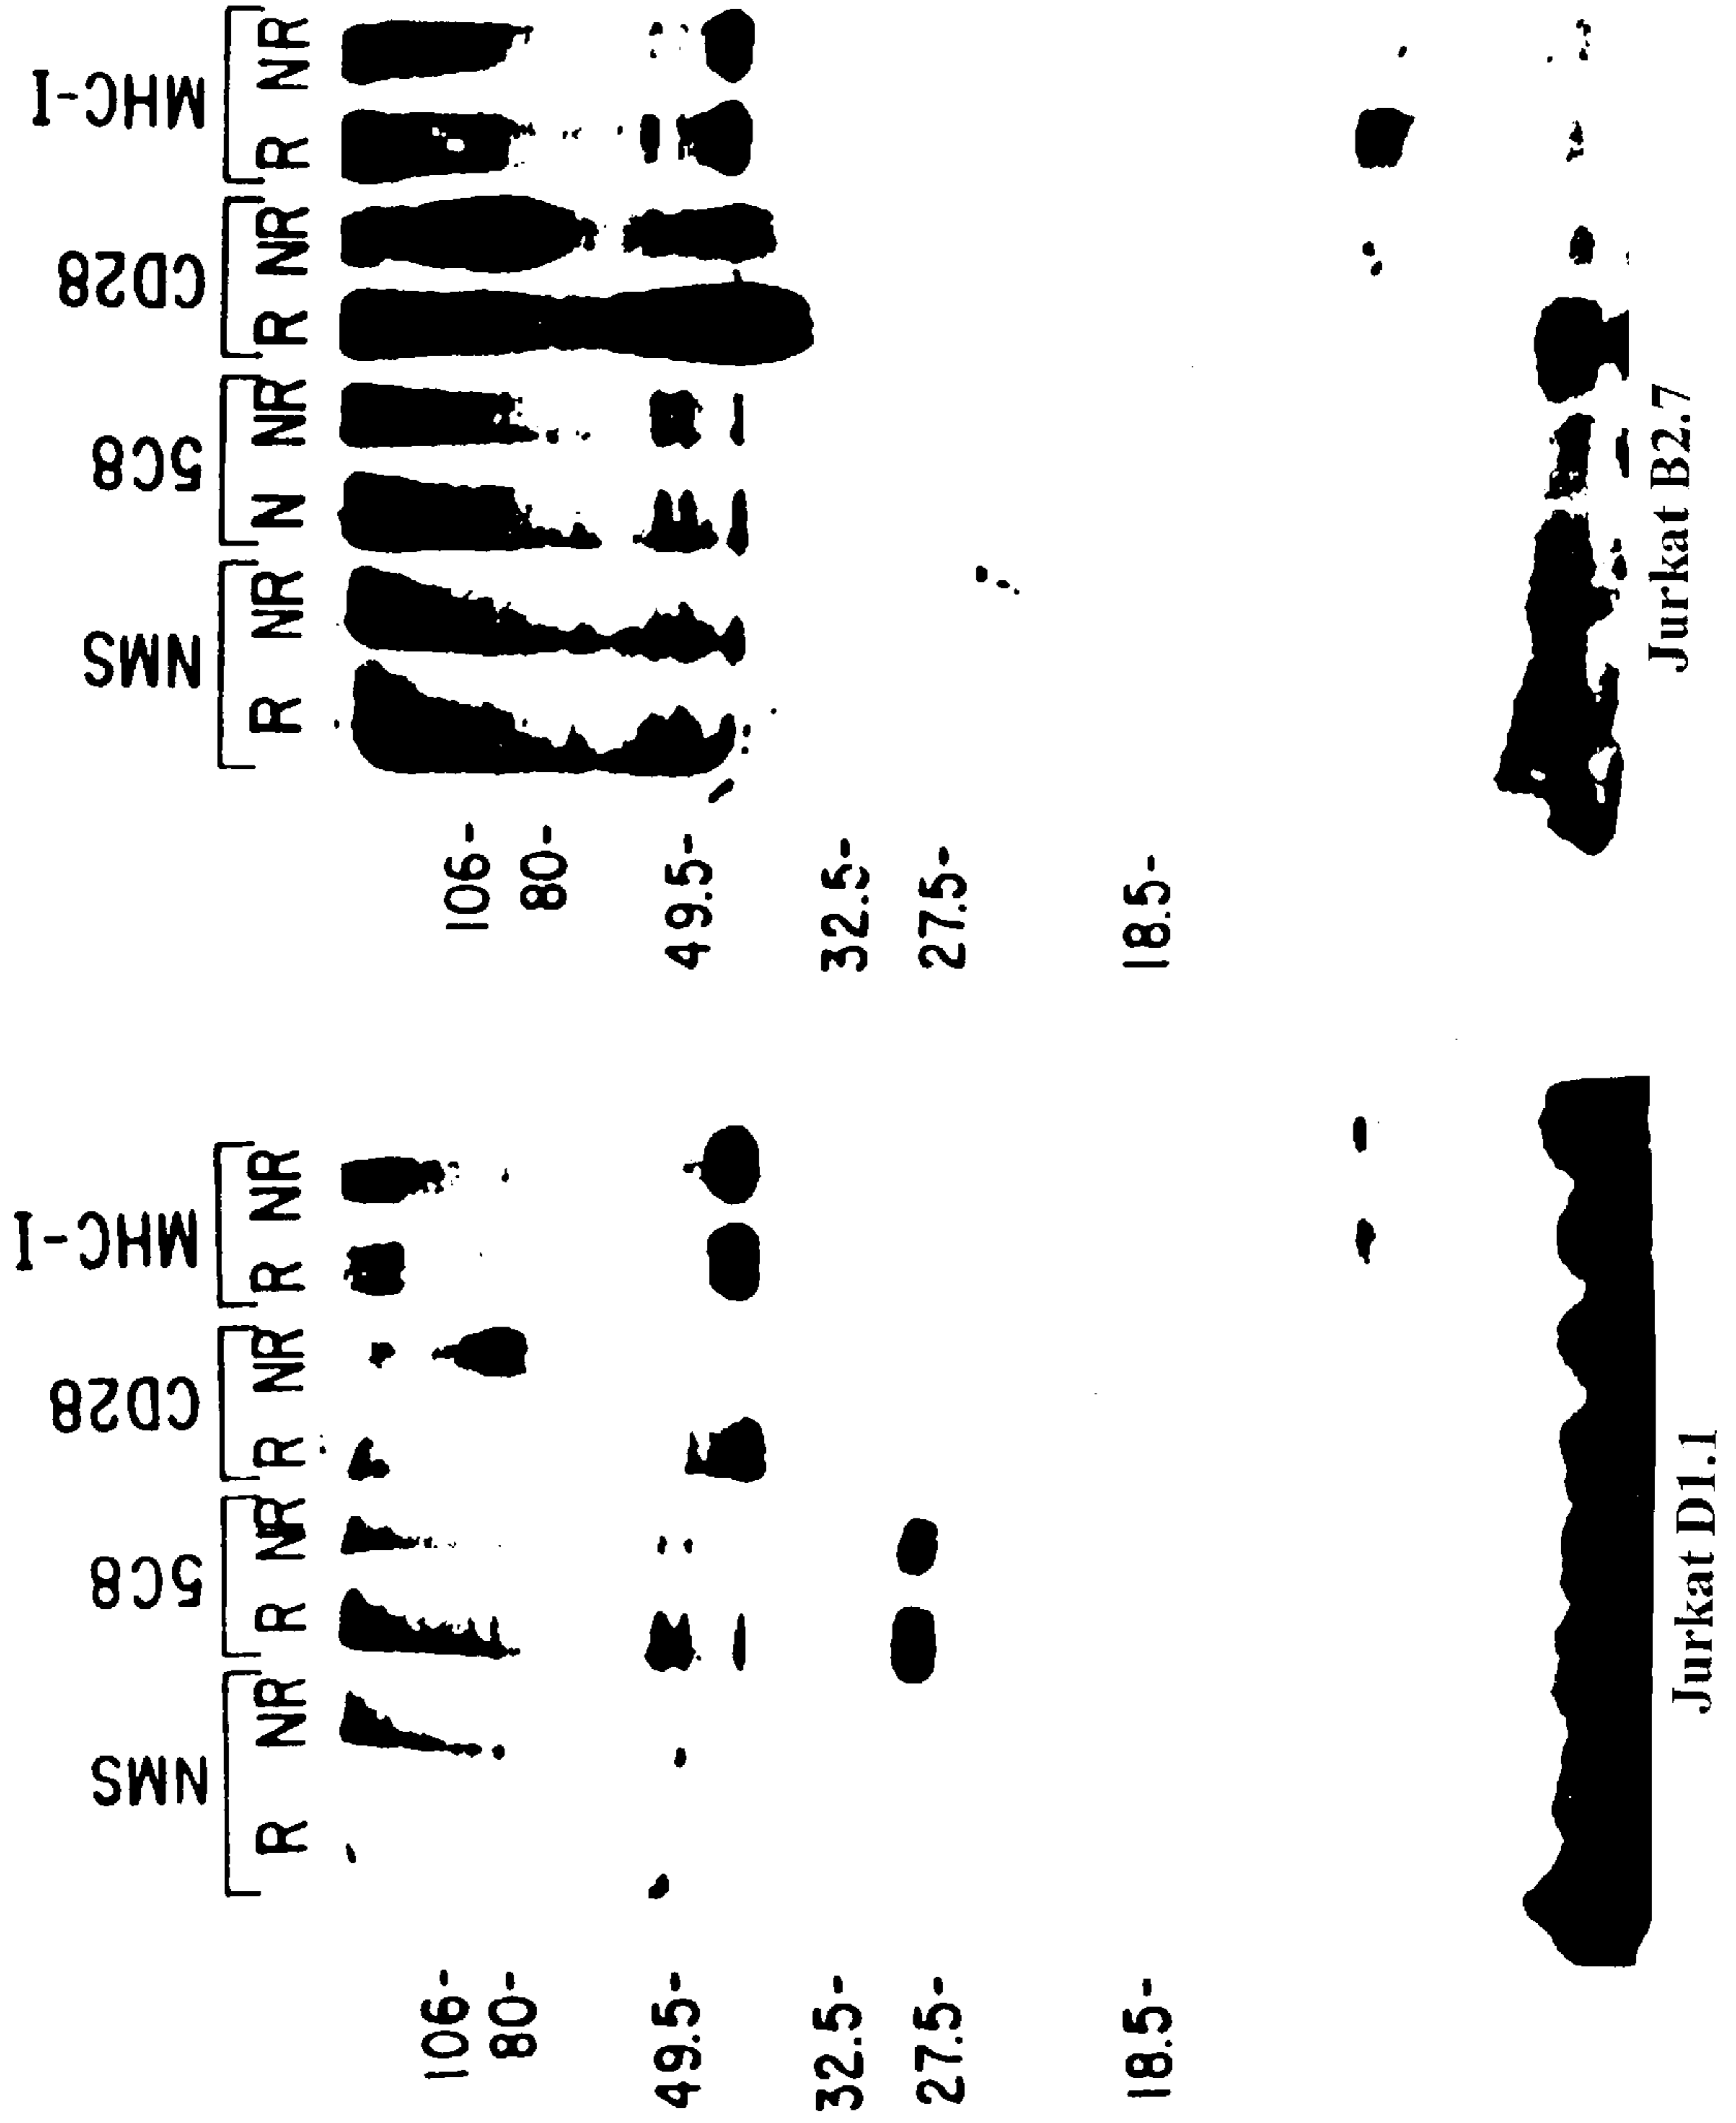 NMS 5C8 CD28 MHC-I
R NR R NR R NR R NR
106-
80-
49.5-
32.5-
27.5-
18.5-
Jurkat D1.1
NMS 5C8 CD28 MHC-I
R NR N NR R NR R NR
106-
80-
49.5-
32.5-
27.5-
18.5-
Jurkat B2.7